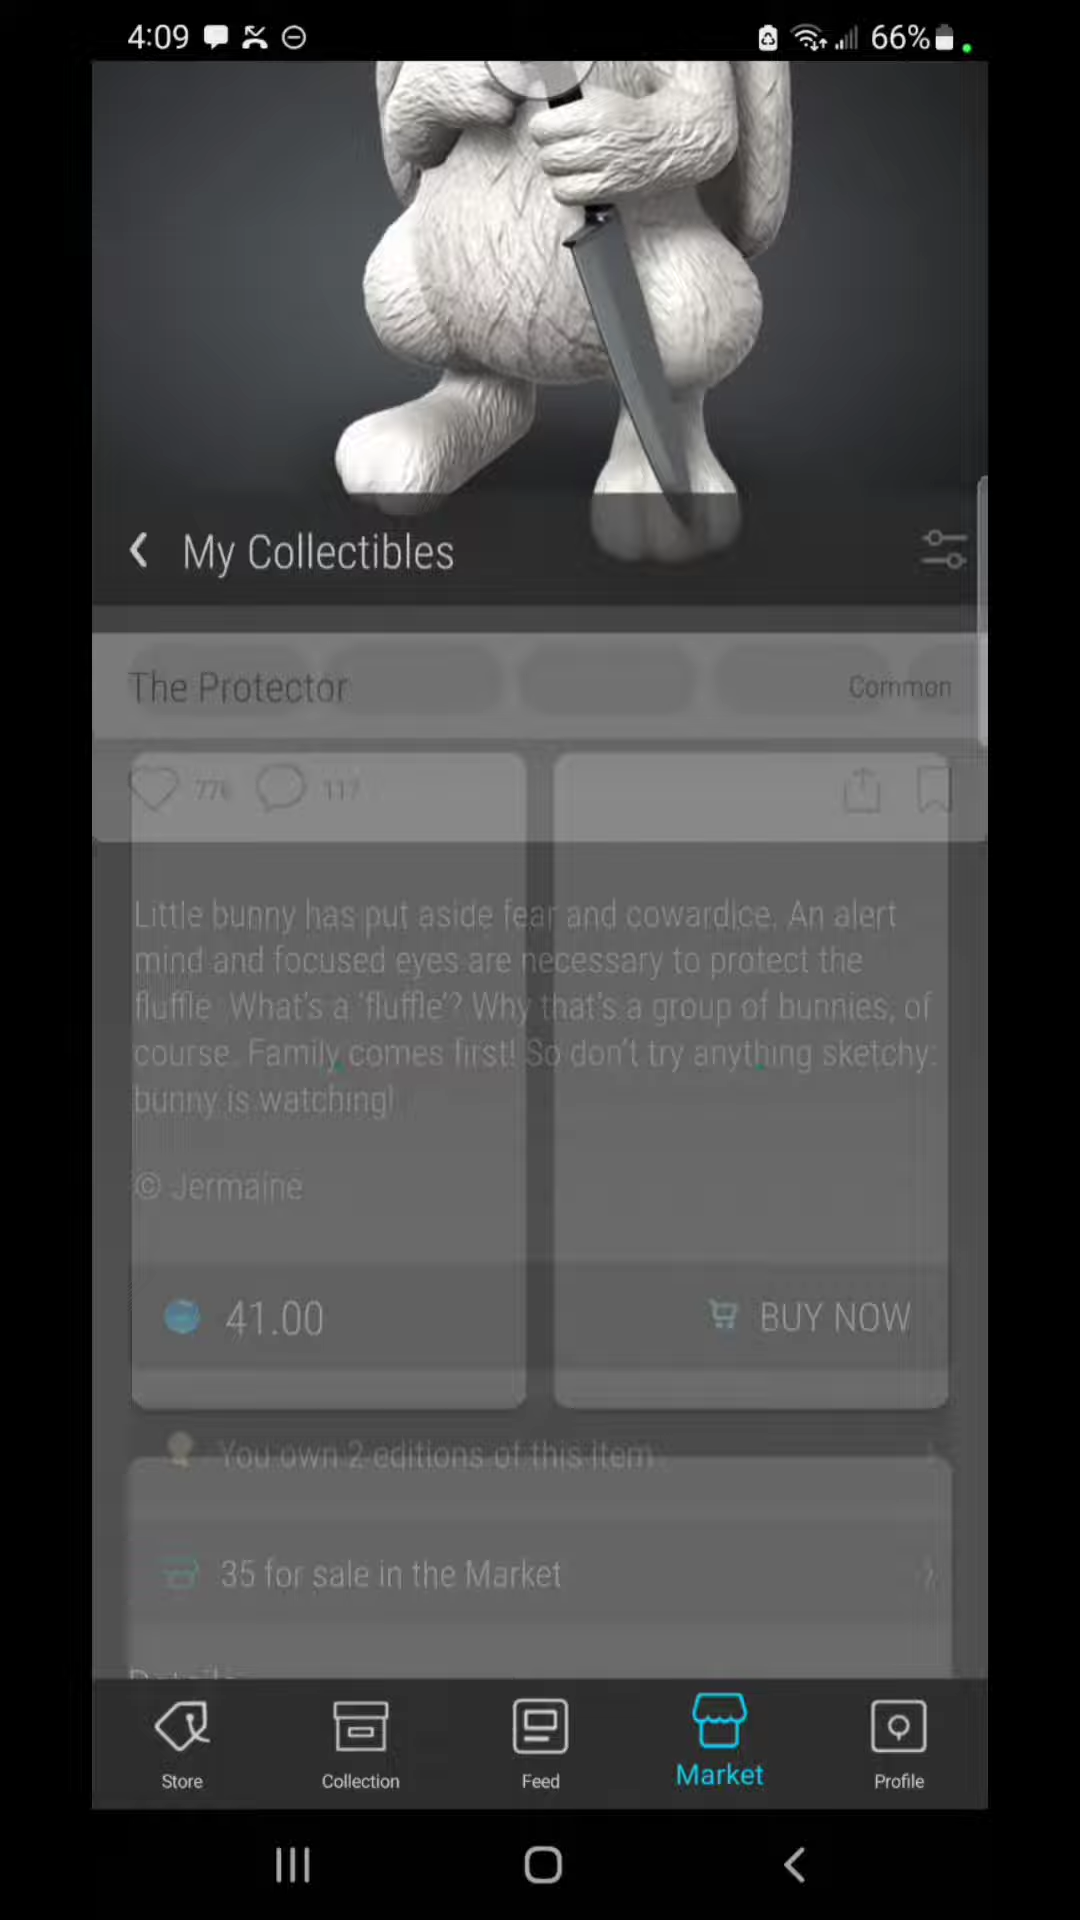 4:09
66%
My Collectibles
The Protector
Common
776
117
Little bunny has put aside fear and cowardice. An alert
mind and focused eyes are necessary to protect the
fluffle. What's a 'fluffle'? Why that's a group of bunnies, of
course. Family comes first! So don't try anything sketchy:
bunny is watching!
© Jermaine
41.00
BUY NOW
You own 2 editions of this item.
35 for sale in the Market
Details
Store
Collection
Feed
Market
Profile